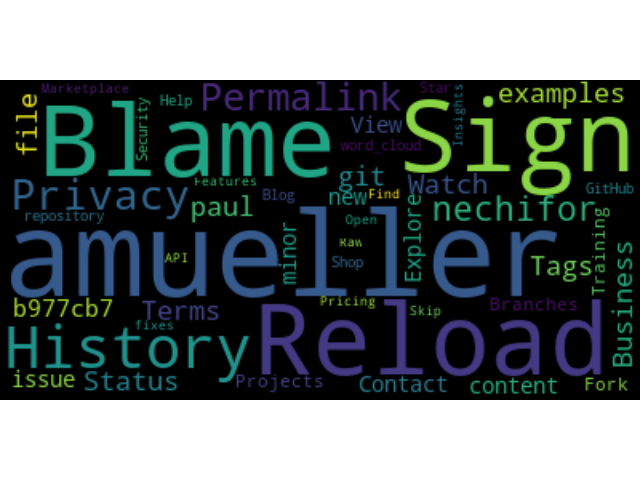 Marketplace
Help
Permalink
Star
Insights
examples
file
Blame
Security
View
Sign
word_cloud
git
Features
Privacy
Blog
new
Find
Watch
GitHub
repository
paul
Open
Explore
nechifor
amueller
minor
Raw
API
Shop
Tags
Training
b977cb7
Terms
Pricing
Skip
Branches
Business
fixes
History
Reload
issue
Status
Projects
Contact
content
Fork